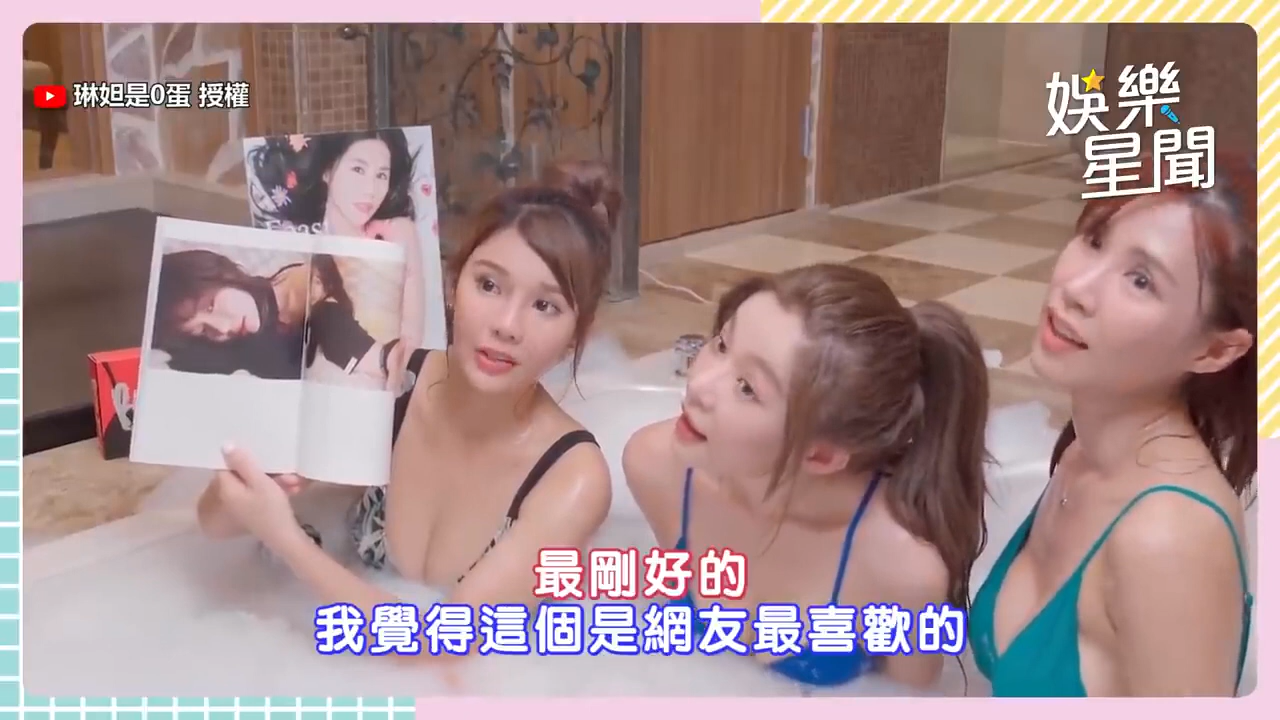 琳妲是0蛋 授權
娛樂
星聞
最剛好的
我覺得這個是網友最喜歡的